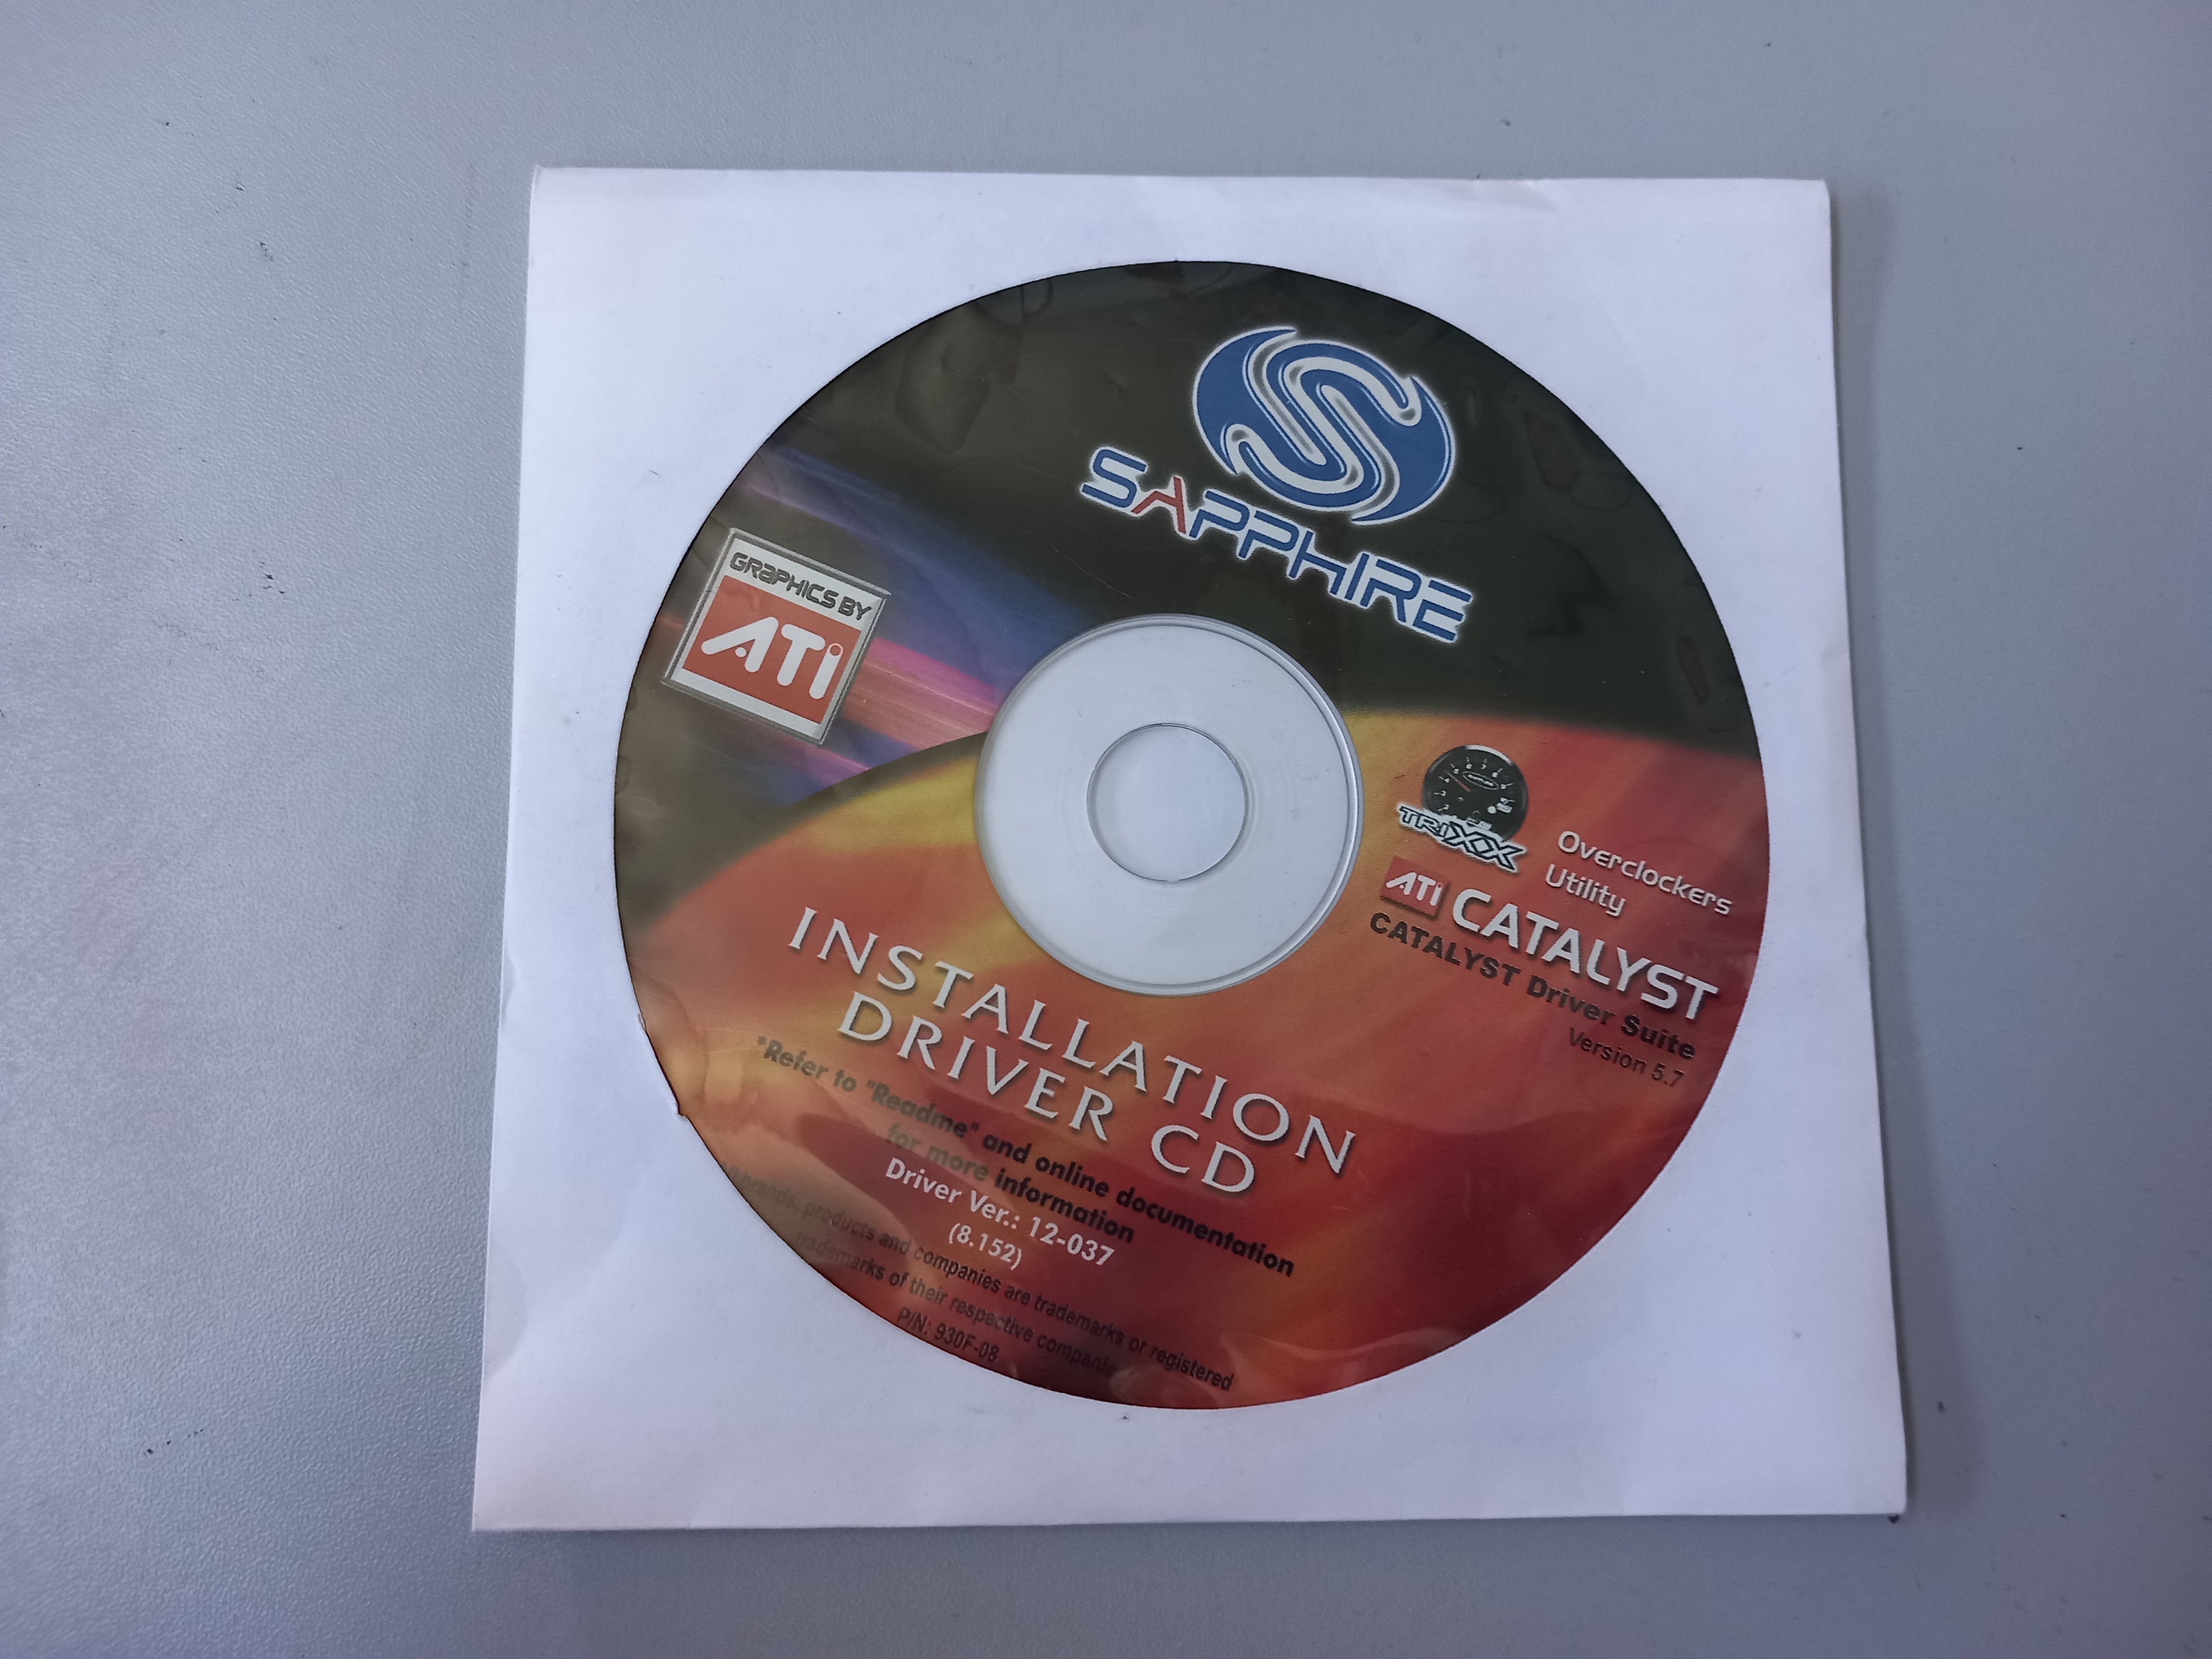 SAPPHIRE
GRAPHICS BY
ATI
TRIXX
Overclockers
Utility
ATI CATALYST
CATALYST Driver Suite
Version 5.7
INSTALLATION
DRIVER CD
*Refer to "Readme" and online documentation
for more information
Driver Ver.: 12-037
(8.152)
brands, products and companies are trademarks or registered
trademarks of their respective companie
P/N: 930F-08